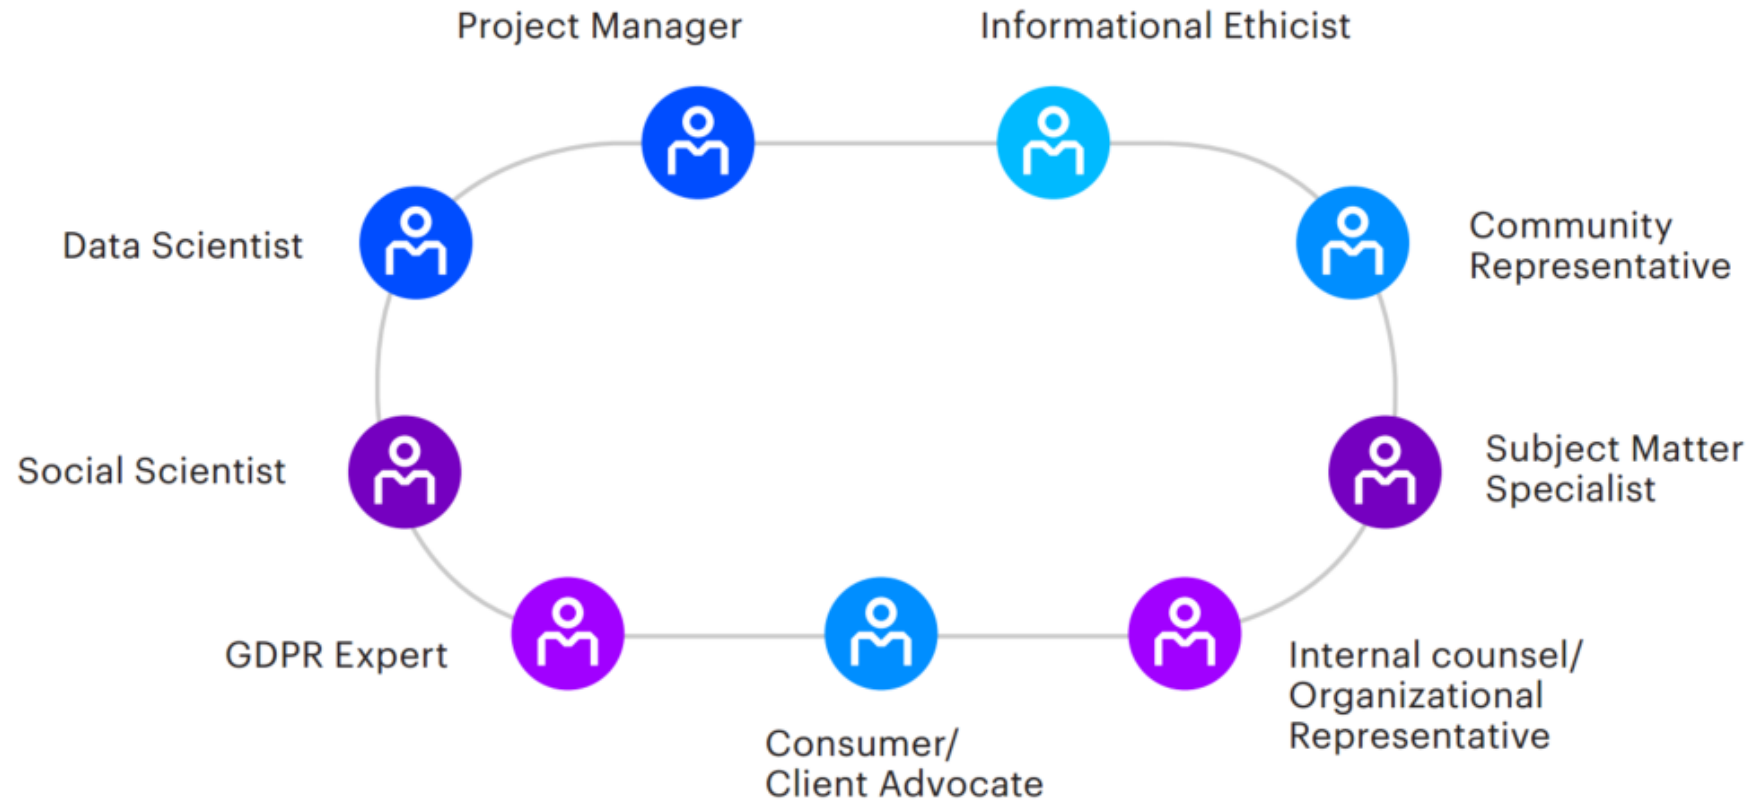 Project Manager
Informational Ethicist
Data Scientist
Community
Representative
Social Scientist
Subject Matter
Specialist
GDPR Expert
Internal counsel/
Organizational
Representative
Consumer/
Client Advocate